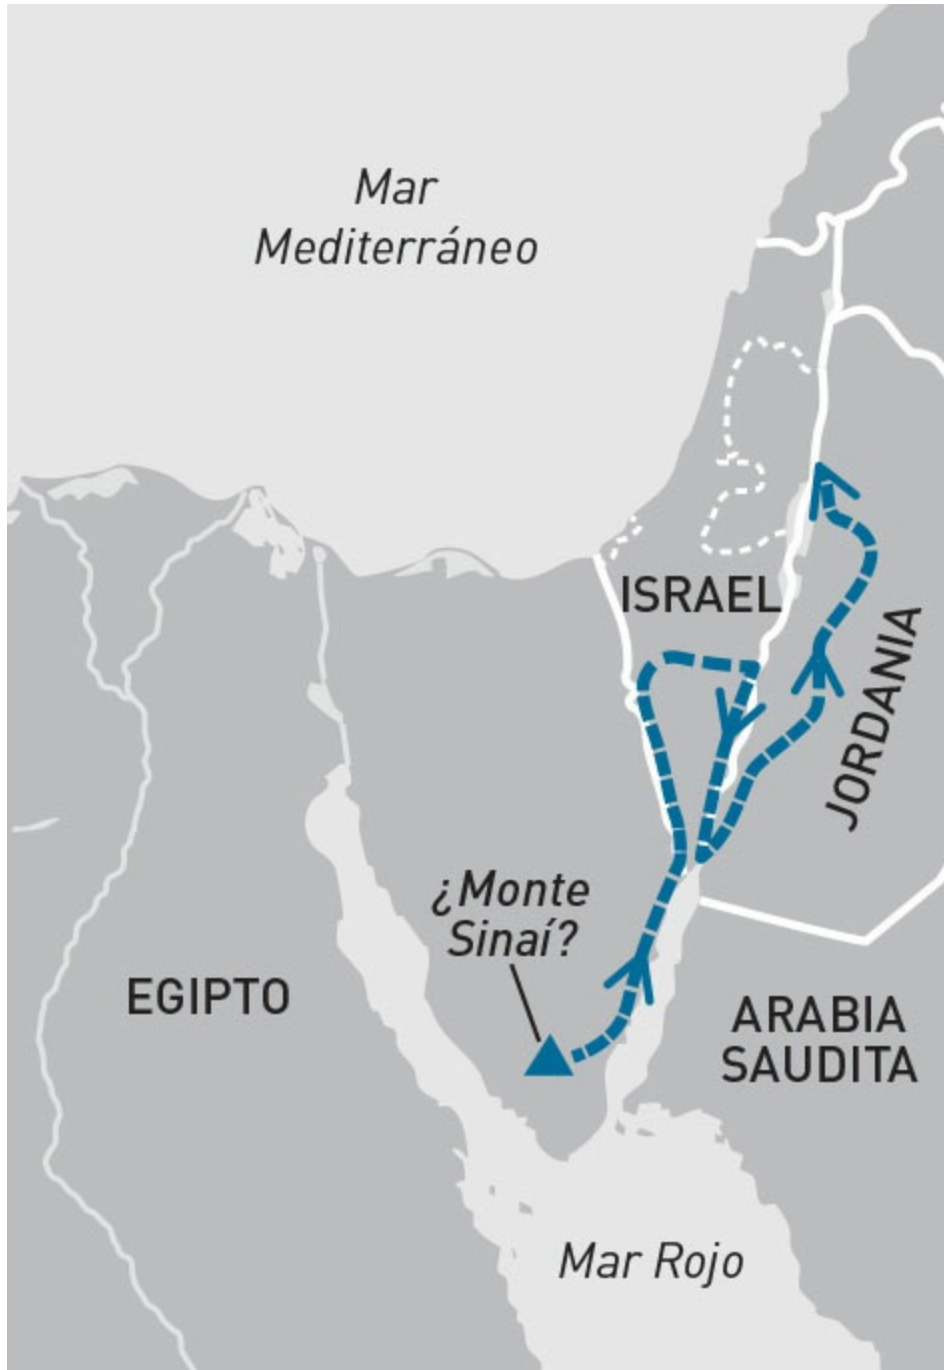 Mar
Mediterráneo
ISRAEL
JORDANIA
¿Monte
Sinaí?
EGIPTO
ARABIA
SAUDITA
Mar Rojo